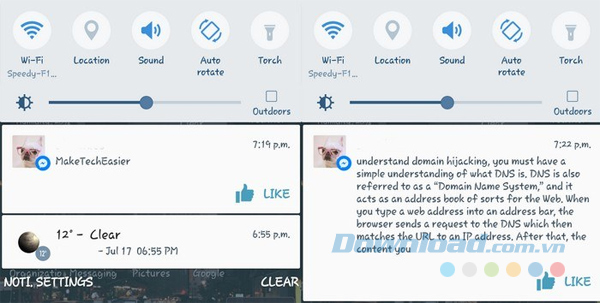 Wi-Fi Location Sound Auto rotate Torch
Speedy-F1...
Outdoors
7:19 p.m.
MakeTechEasier
LIKE
12° - Clear 6:55 p.m.
12°
- Jul 17 06:55 PM
Organization Messaging Pictures Google
NOTI. SETTINGS CLEAR
Wi-Fi Location Sound Auto rotate Torch
Speedy-F1...
Outdoors
7:22 p.m.
understand domain hijacking, you must have a
simple understanding of what DNS is, DNS is also
referred to as a “Domain Name System,” and it
acts as an address book of sorts for the Web. When
you type a web address into an address bar, the
browser sends a request to the DNS which then
matches the URL to an IP address. After that, the
content you
Download.com.vn
LIKE